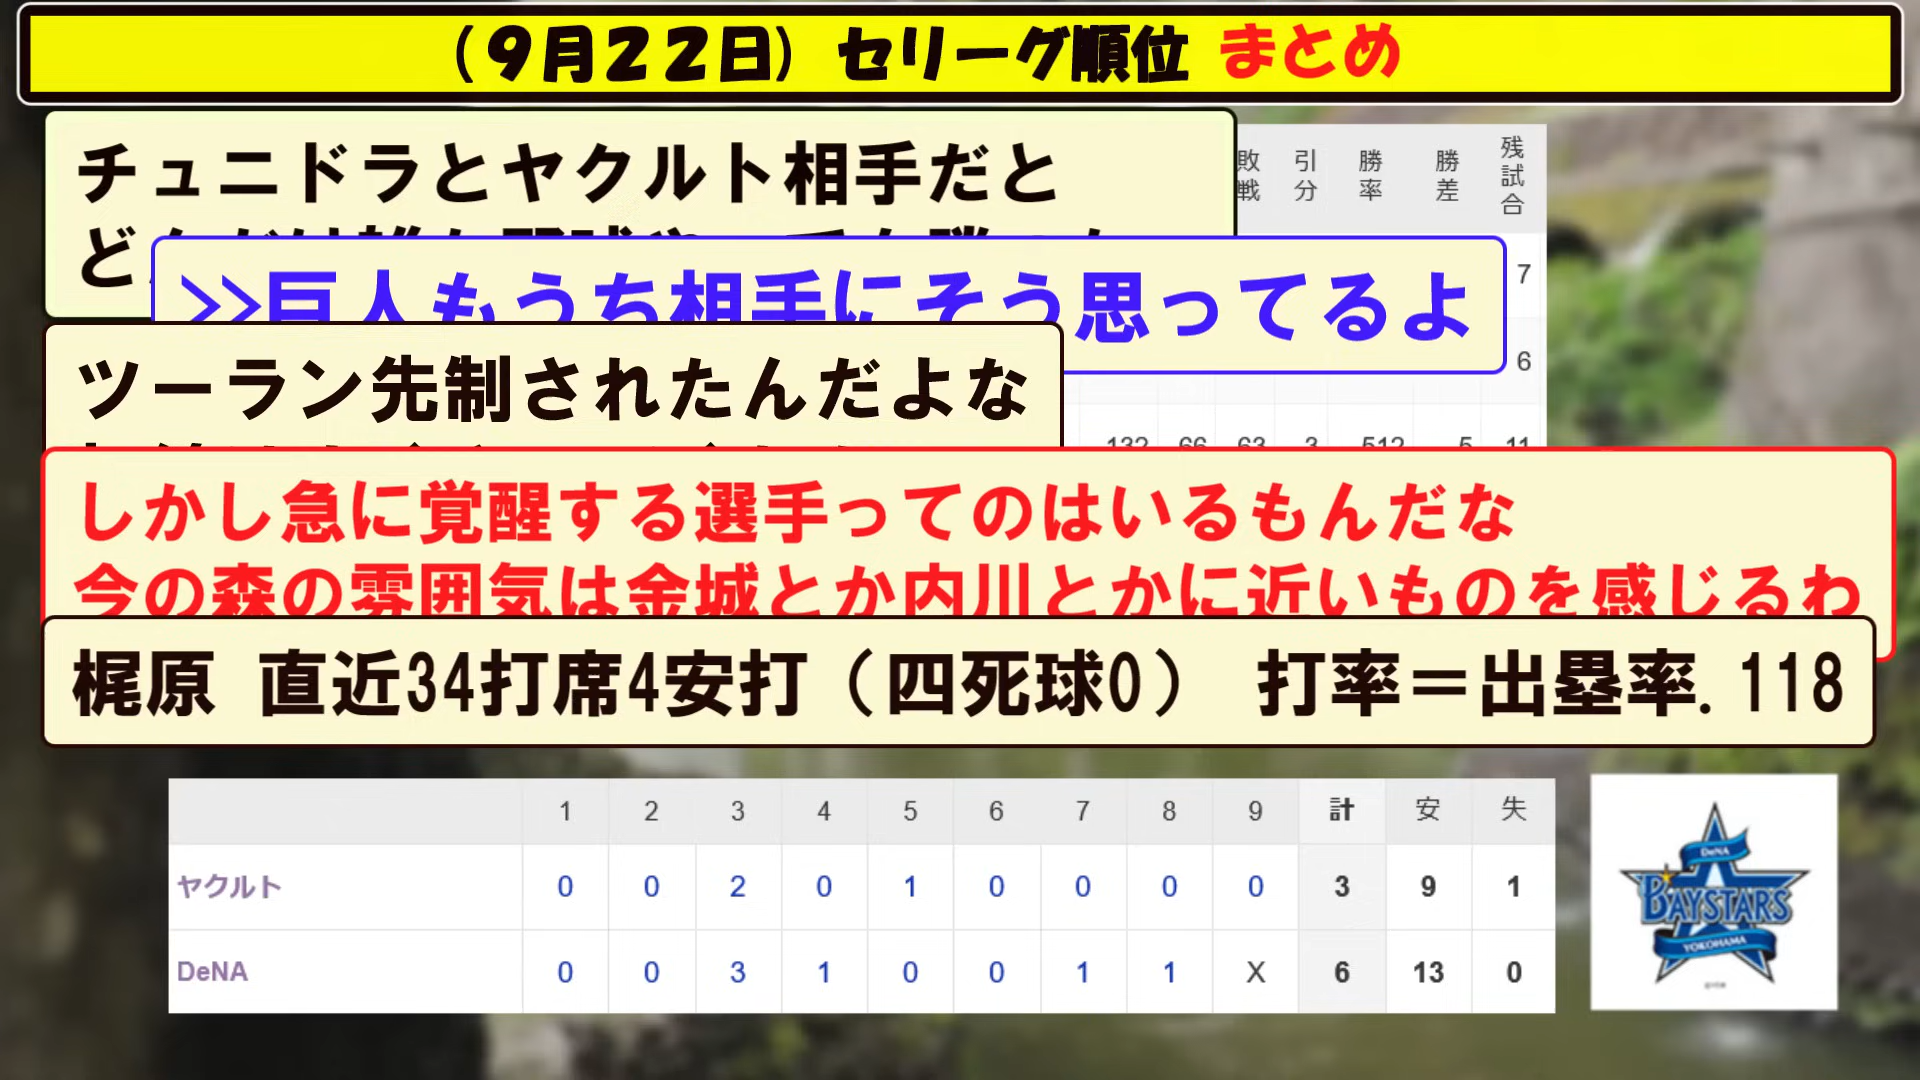 （９月２２日）セリーグ順位 まとめ
チュニドラとヤクルト相手だと
ど
敗戦 引分 勝率 勝差 残試合
7
>>巨人もうち相手にそう思ってるよ
6
ツーラン先制されたんだよな
132 66 63 3 .512 5 11
しかし急に覚醒する選手ってのはいるもんだな
今の森の雰囲気は金城とか内川とかに近いものを感じるわ
梶原 直近34打席4安打（四死球0） 打率＝出塁率.118
1 2 3 4 5 6 7 8 9 計 安 失
ヤクルト 0 0 2 0 1 0 0 0 0 3 9 1
DeNA 0 0 3 1 0 0 1 1 X 6 13 0
DeNA
BAYSTARS
YOKOHAMA